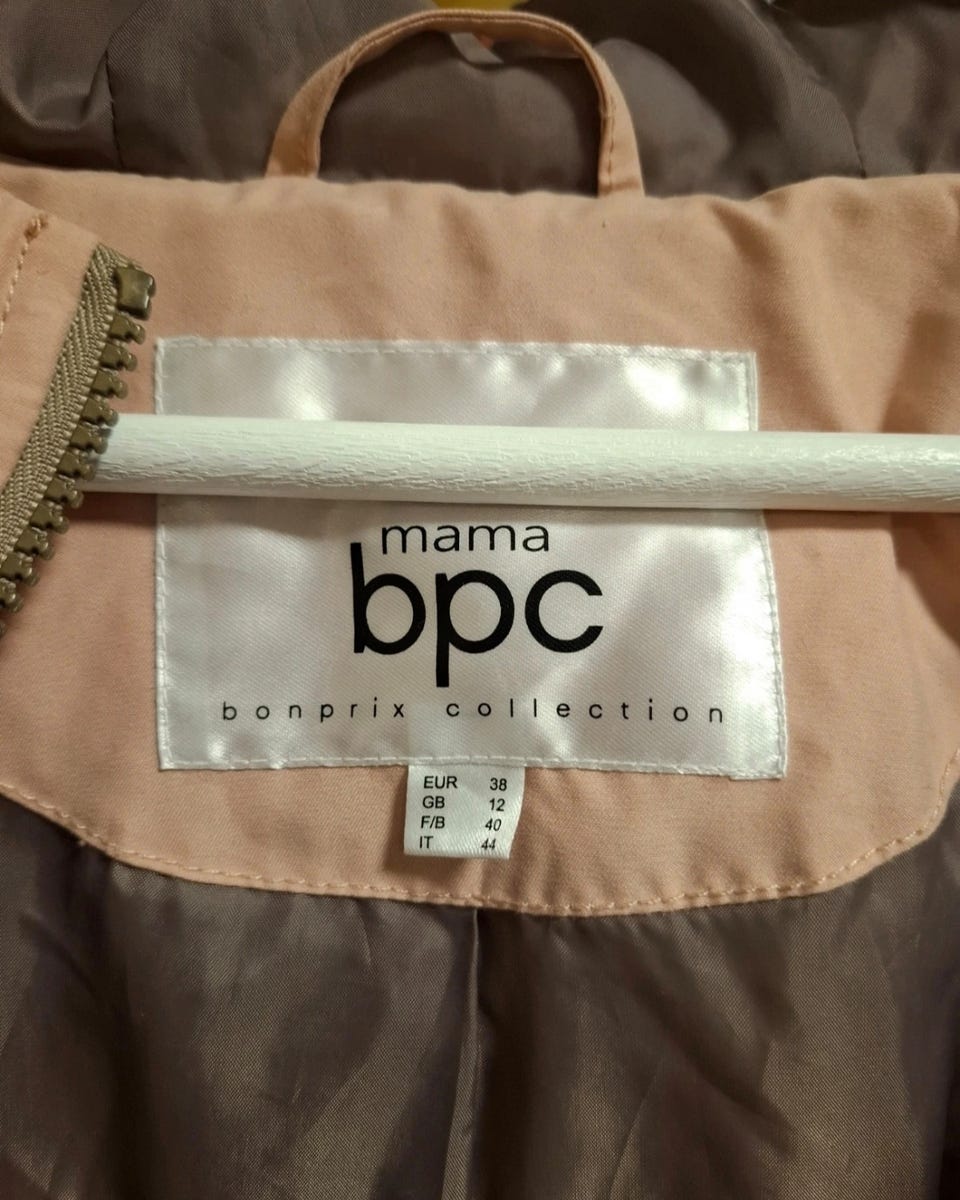 mama
bpc
bonprix collection
EUR 38
GB 12
F/B 40
IT 44